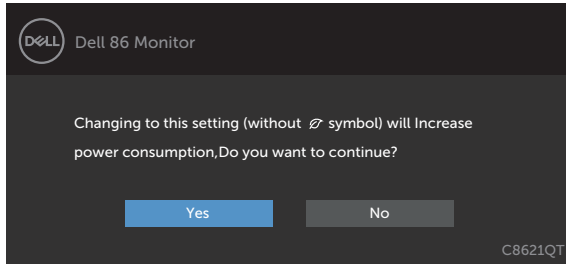 DELL
Dell 86 Monitor
Changing to this setting (without symbol) will Increase
power consumption,Do you want to continue?
Yes
No
C8621QT